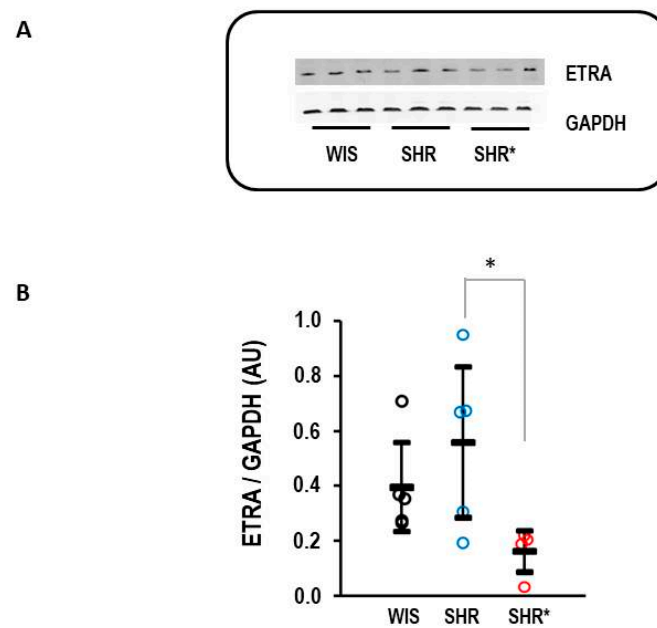 A
ETRA
GAPDH
WIS SHR SHR*
B
*
ETRA / GAPDH (AU)
1.0
0.8
0.6
0.4
0.2
0.0
WIS SHR SHR*